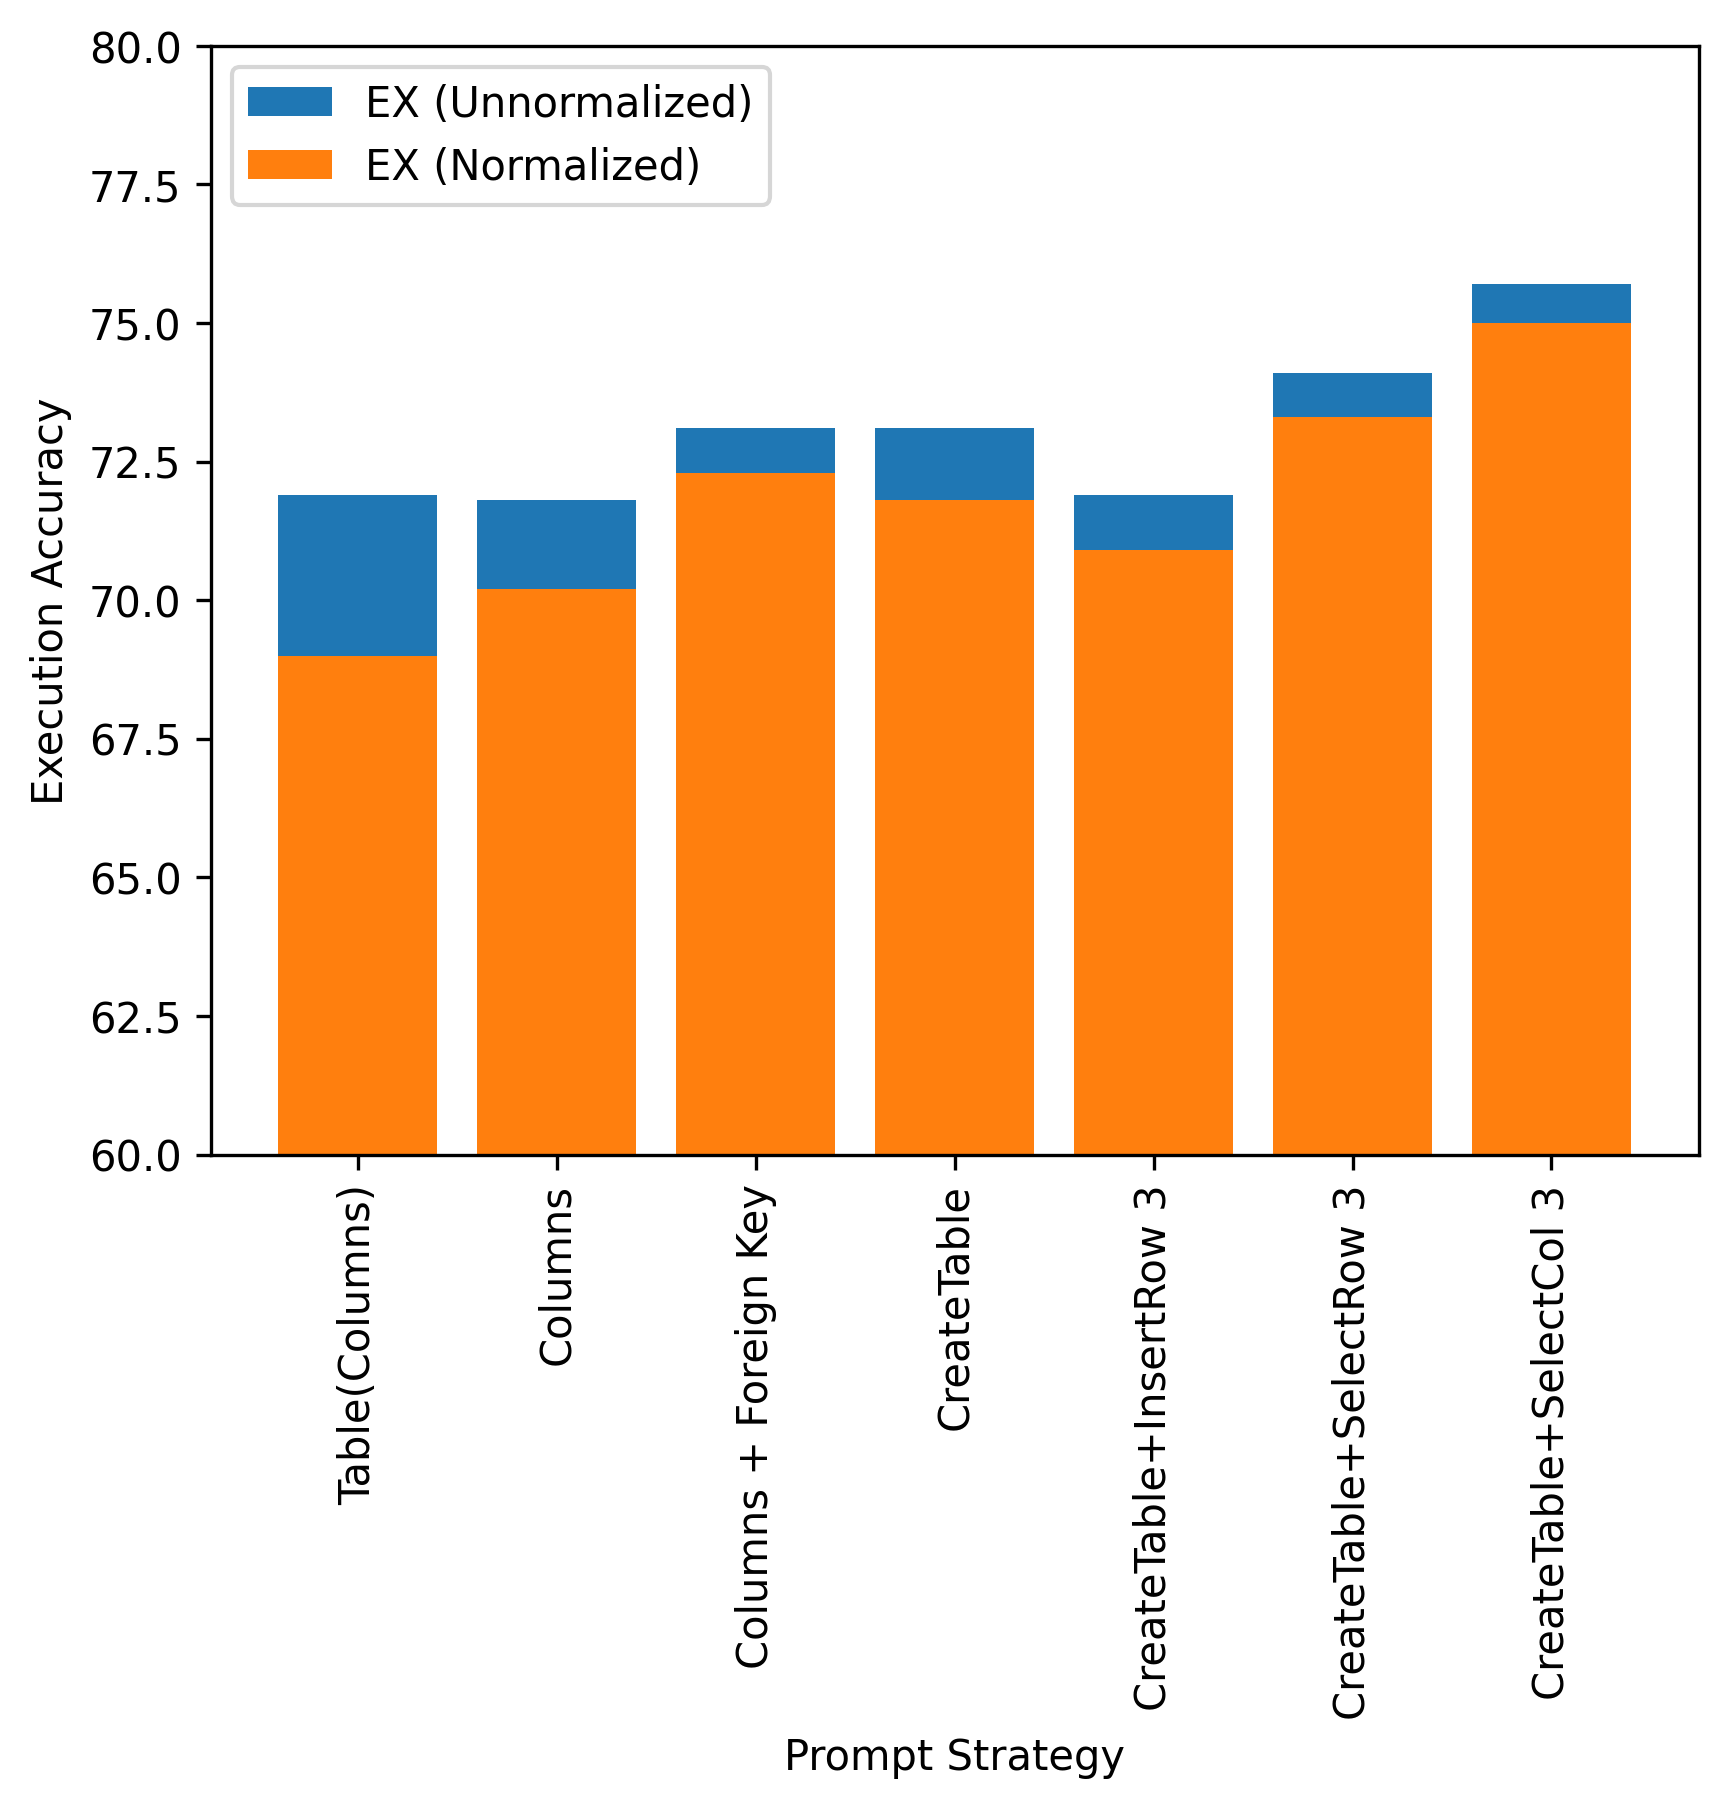 80.0
77.5
75.0
72.5
70.0
67.5
65.0
62.5
60.0
Execution Accuracy
EX (Unnormalized)
EX (Normalized)
Table(Columns)
Columns
Columns + Foreign Key
CreateTable
CreateTable+InsertRow 3
CreateTable+SelectRow 3
CreateTable+SelectCol 3
Prompt Strategy